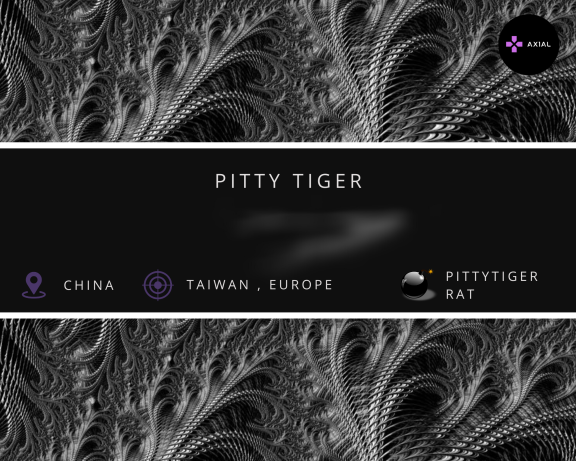 AXIAL
PITTY TIGER
CHINA
TAIWAN , EUROPE
PITTYTIGER
RAT